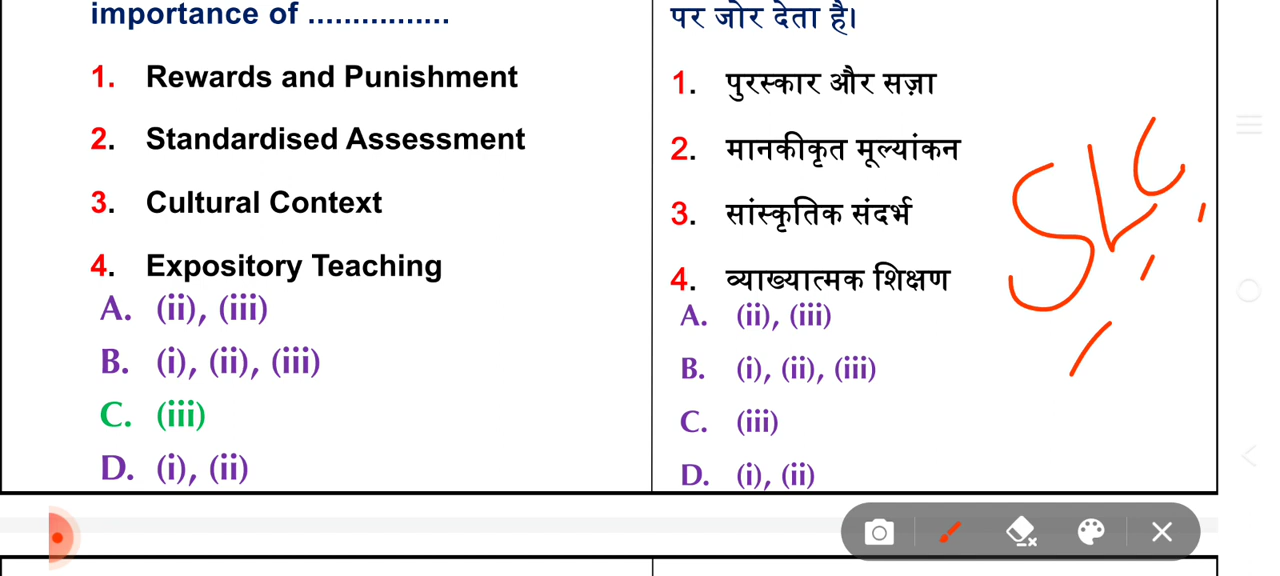 importance of ................
1. Rewards and Punishment
2. Standardised Assessment
3. Cultural Context
4. Expository Teaching
A. (ii), (iii)
B. (i), (ii), (iii)
C. (iii)
D. (i), (ii)
पर जोर देता है।
1. पुरस्कार और सज़ा
2. मानकीकृत मूल्यांकन
3. सांस्कृतिक संदर्भ
4. व्याख्यात्मक शिक्षण
A. (ii), (iii)
B. (i), (ii), (iii)
C. (iii)
D. (i), (ii)